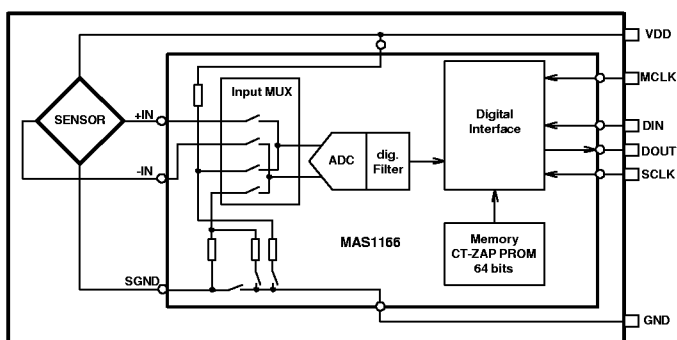 VDD
Input MUX
MCLK
SENSOR
+IN
Digital
Interface
DIN
DOUT
-IN
ADC
dig.
Filter
SCLK
MAS1166
Memory
CT-ZAP PROM
64 bits
SGND
GND